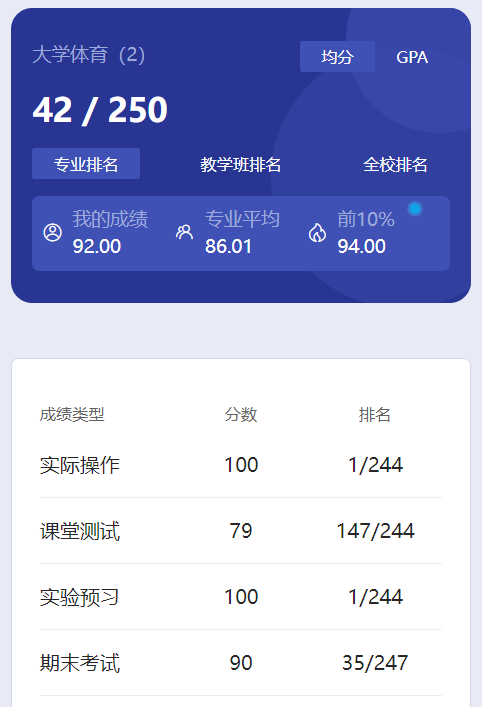 大学体育（2） 均分 GPA
42 / 250
专业排名 教学班排名 全校排名
我的成绩 专业平均 前10%
92.00 86.01 94.00
成绩类型 分数 排名
实际操作 100 1/244
课堂测试 79 147/244
实验预习 100 1/244
期末考试 90 35/247